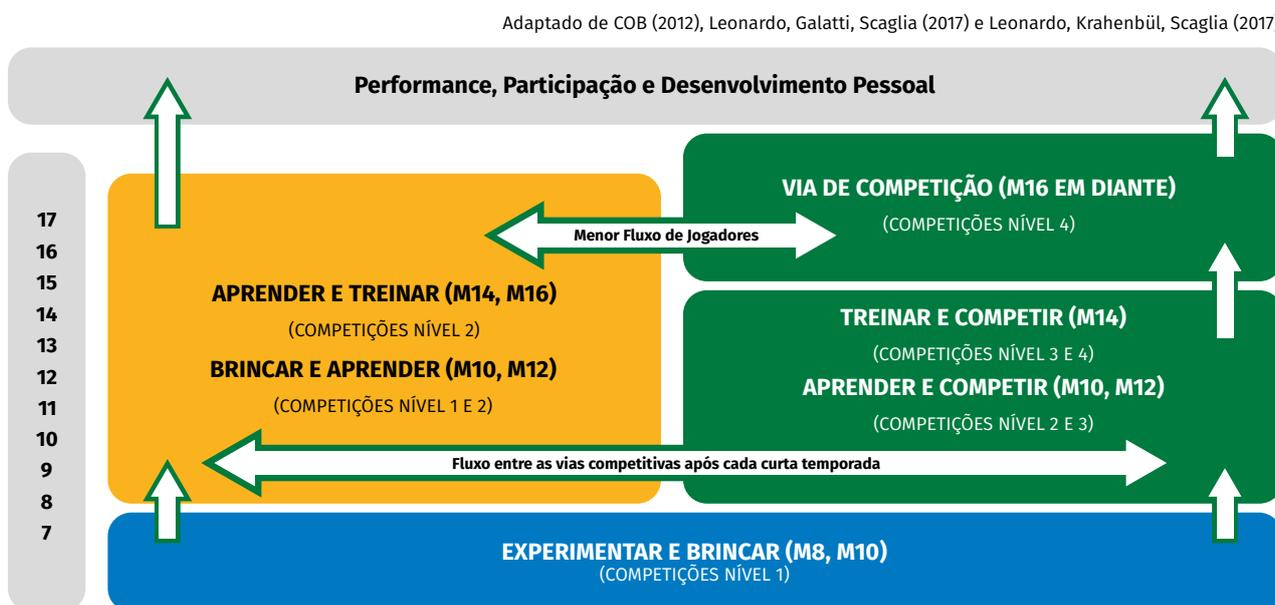 Adaptado de COB (2012), Leonardo, Galatti, Scaglia (2017) e Leonardo, Krahenbül, Scaglia (2017
Performance, Participação e Desenvolvimento Pessoal
17
16
15
14
13
12
11
10
9
8
7
APRENDER E TREINAR (M14, M16)
(COMPETIÇÕES NÍVEL 2)
BRINCAR E APRENDER (M10, M12)
(COMPETIÇÕES NÍVEL 1 E 2)
Menor Fluxo de Jogadores
VIA DE COMPETIÇÃO (M16 EM DIANTE)
(COMPETIÇÕES NÍVEL 4)
TREINAR E COMPETIR (M14)
(COMPETIÇÕES NÍVEL 3 E 4)
APRENDER E COMPETIR (M10, M12)
(COMPETIÇÕES NÍVEL 2 E 3)
Fluxo entre as vias competitivas após cada curta temporada
EXPERIMENTAR E BRINCAR (M8, M10)
(COMPETIÇÕES NÍVEL 1)